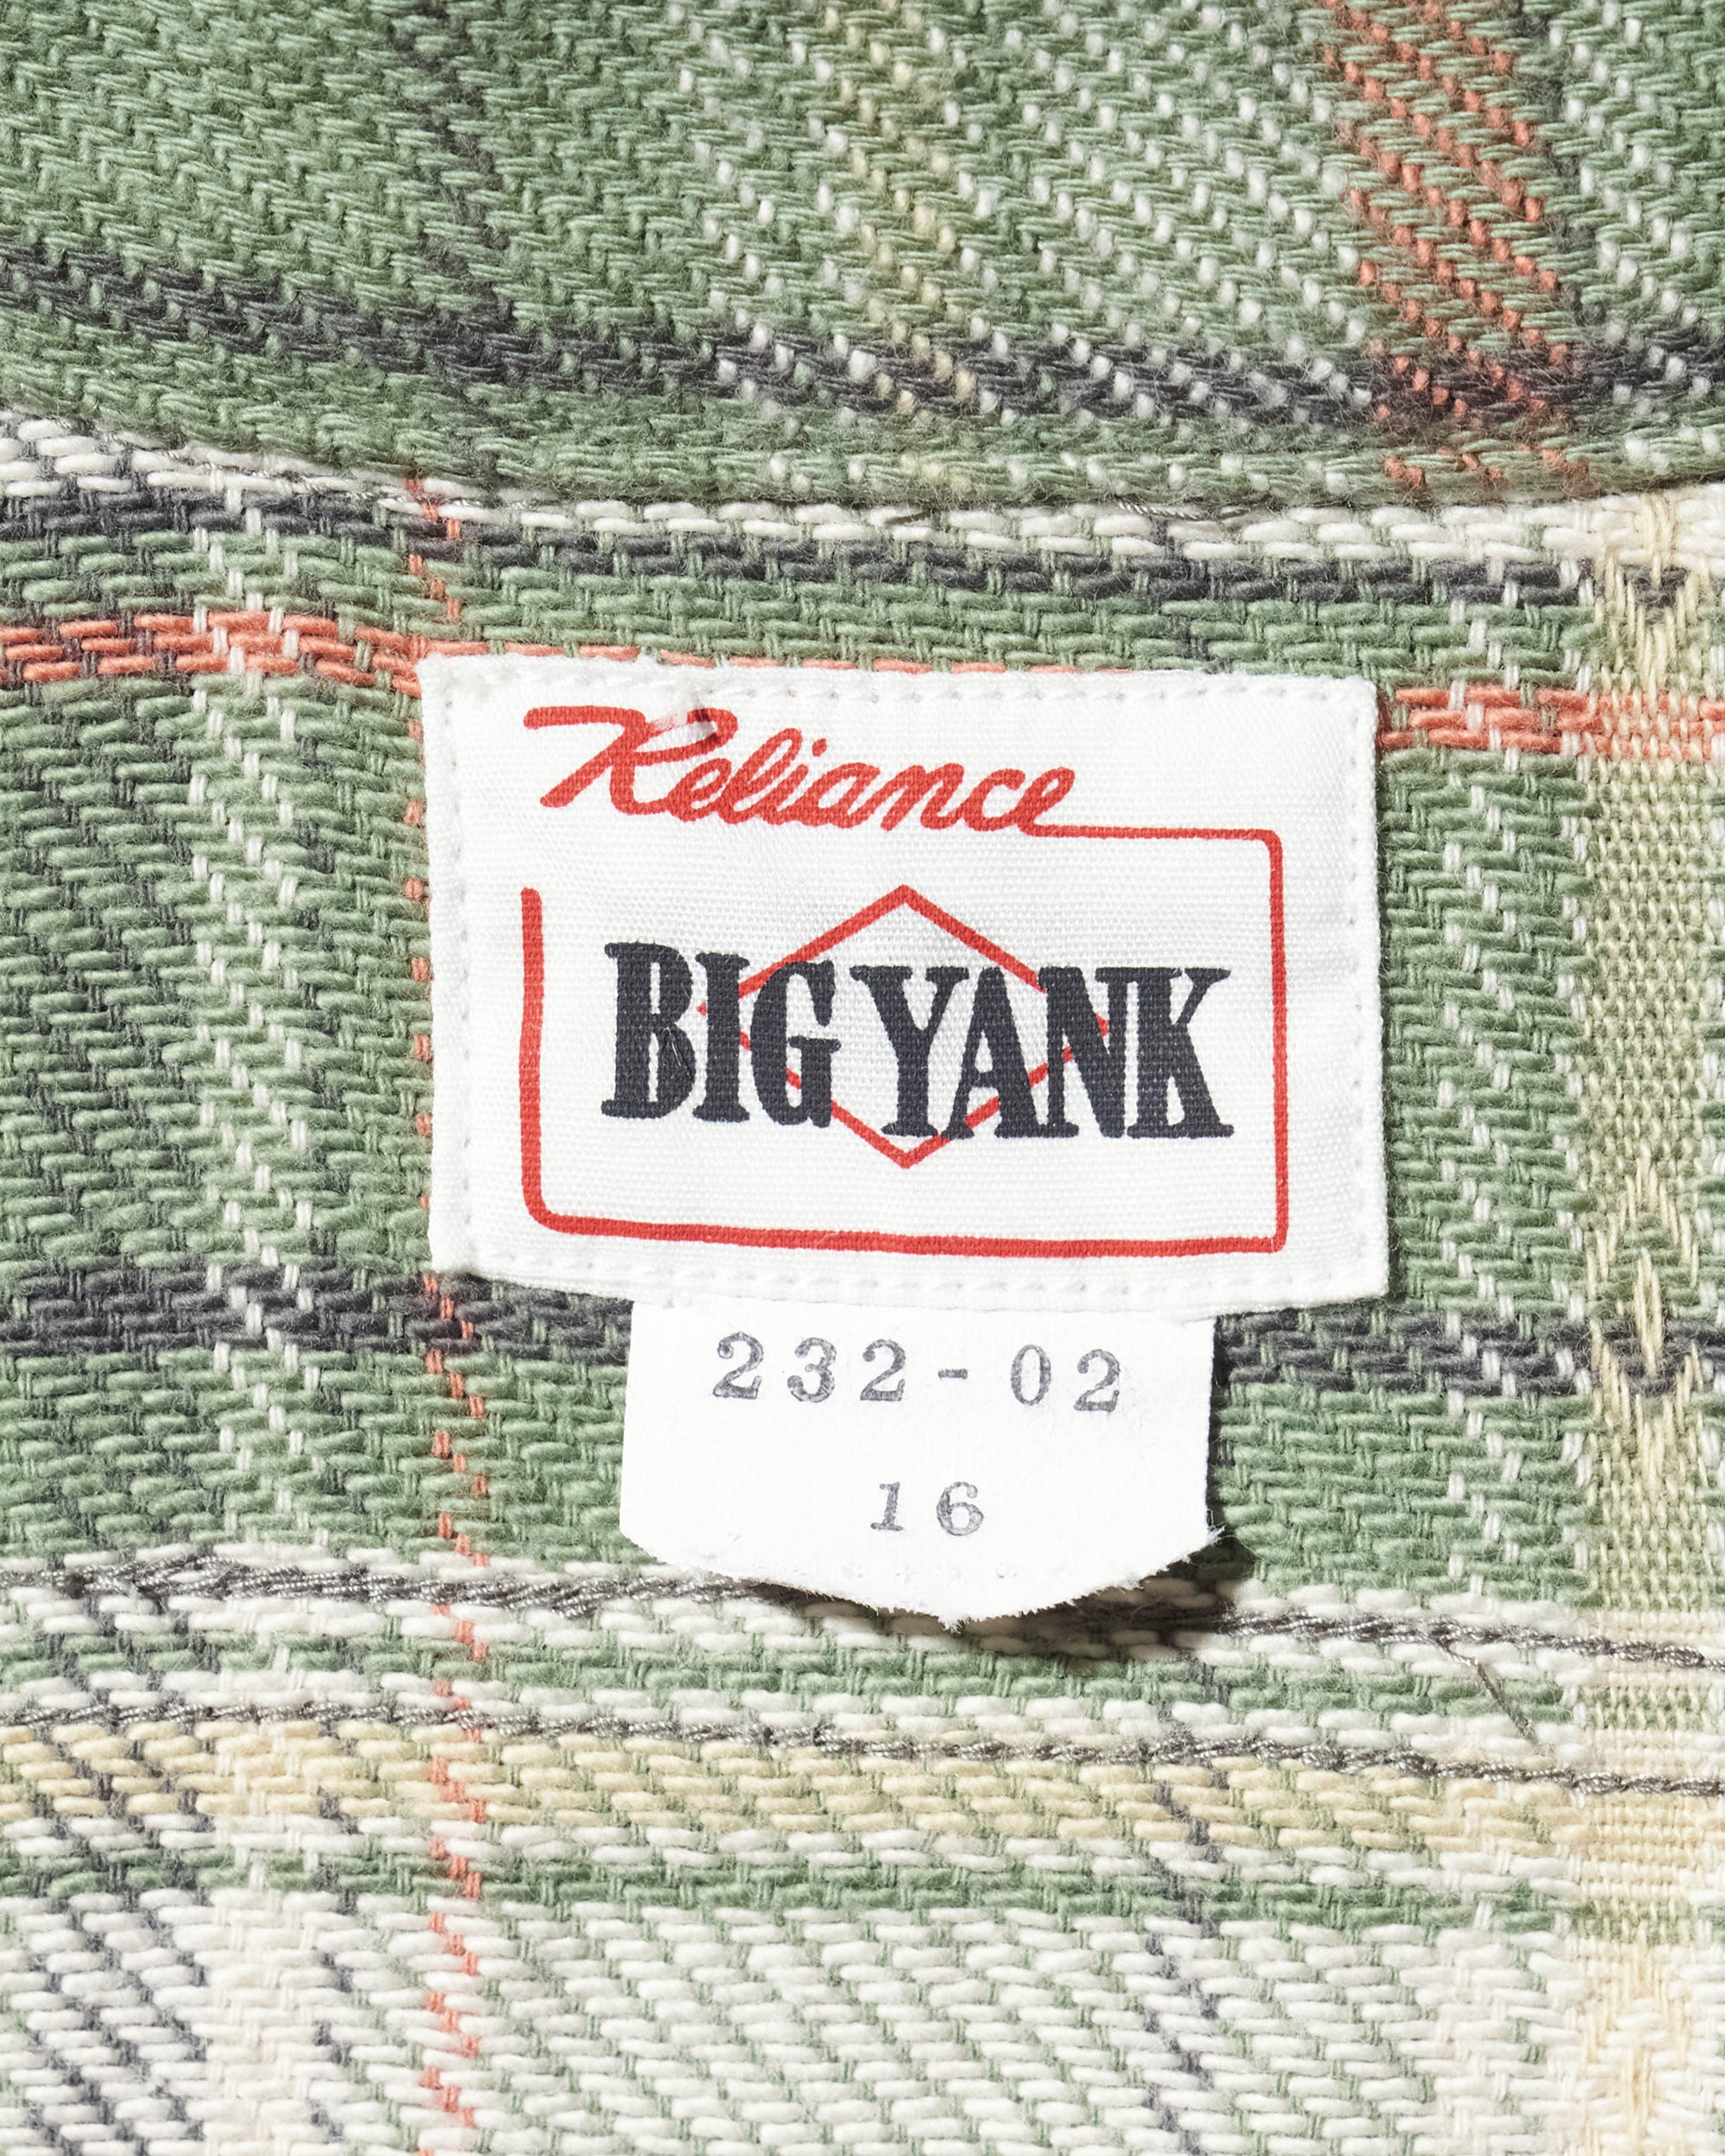 Reliance
BIG YANK
232-02
16